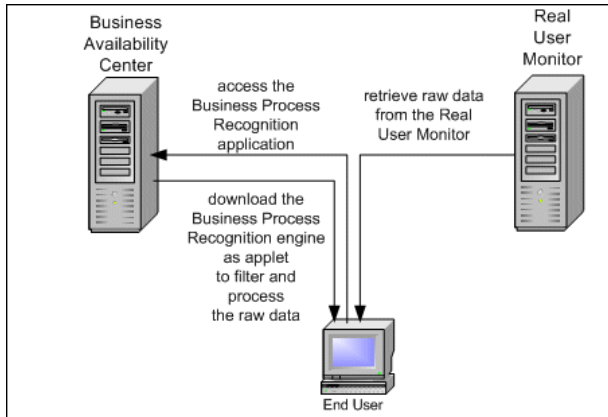 Business
Availability
Center
Real
User
Monitor
access the
Business Process
Recognition
application
retrieve raw data
from the Real
User Monitor
download the
Business Process
Recognition engine
as applet
to filter and
process
the raw data
End User